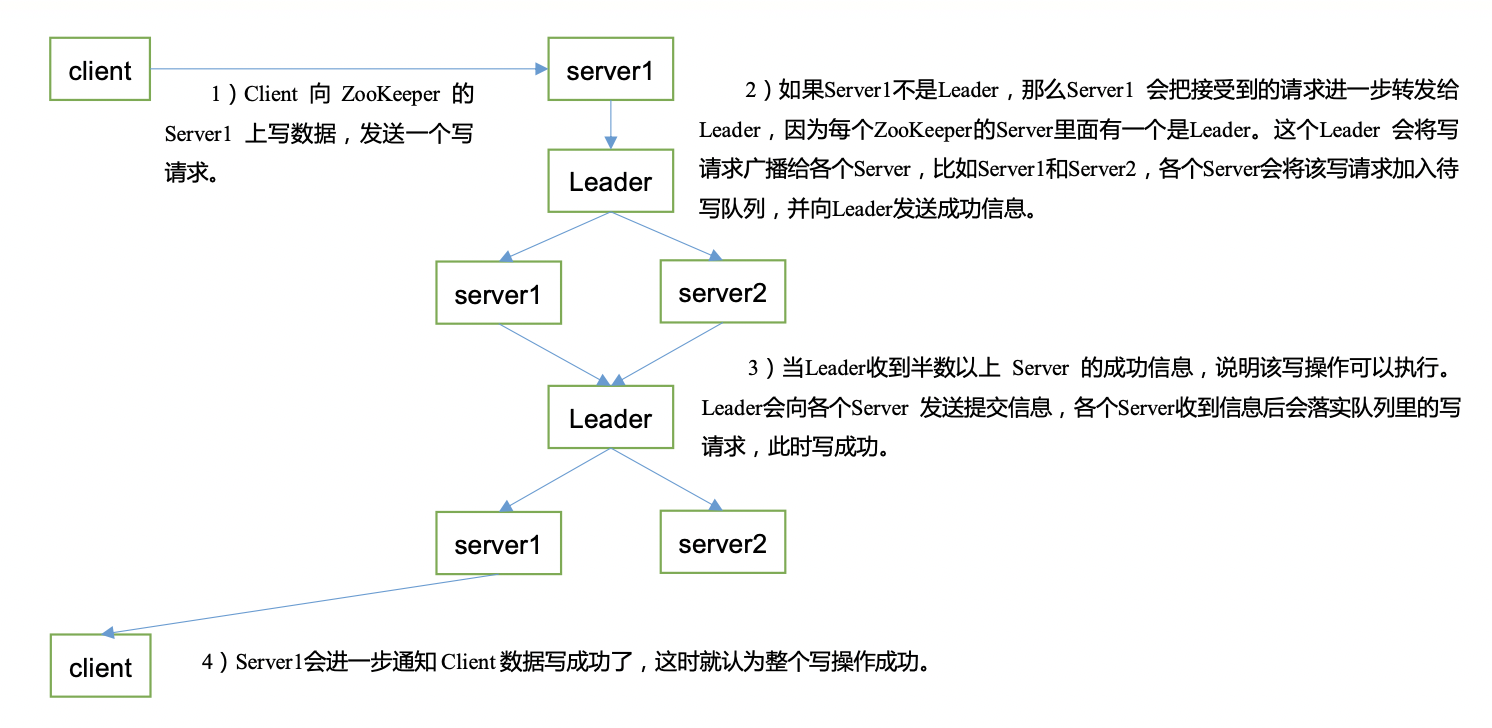 client
server1
1）Client 向 ZooKeeper 的
Server1 上写数据，发送一个写
请求。
2）如果Server1不是Leader，那么Server1 会把接受到的请求进一步转发给
Leader，因为每个ZooKeeper的Server里面有一个是Leader。这个Leader 会将写
请求广播给各个Server，比如Server1和Server2，各个Server会将该写请求加入待
写队列，并向Leader发送成功信息。
Leader
server1
server2
3）当Leader收到半数以上 Server 的成功信息，说明该写操作可以执行。
Leader会向各个Server 发送提交信息，各个Server收到信息后会落实队列里的写
请求，此时写成功。
Leader
server1
server2
client
4）Server1会进一步通知 Client 数据写成功了，这时就认为整个写操作成功。